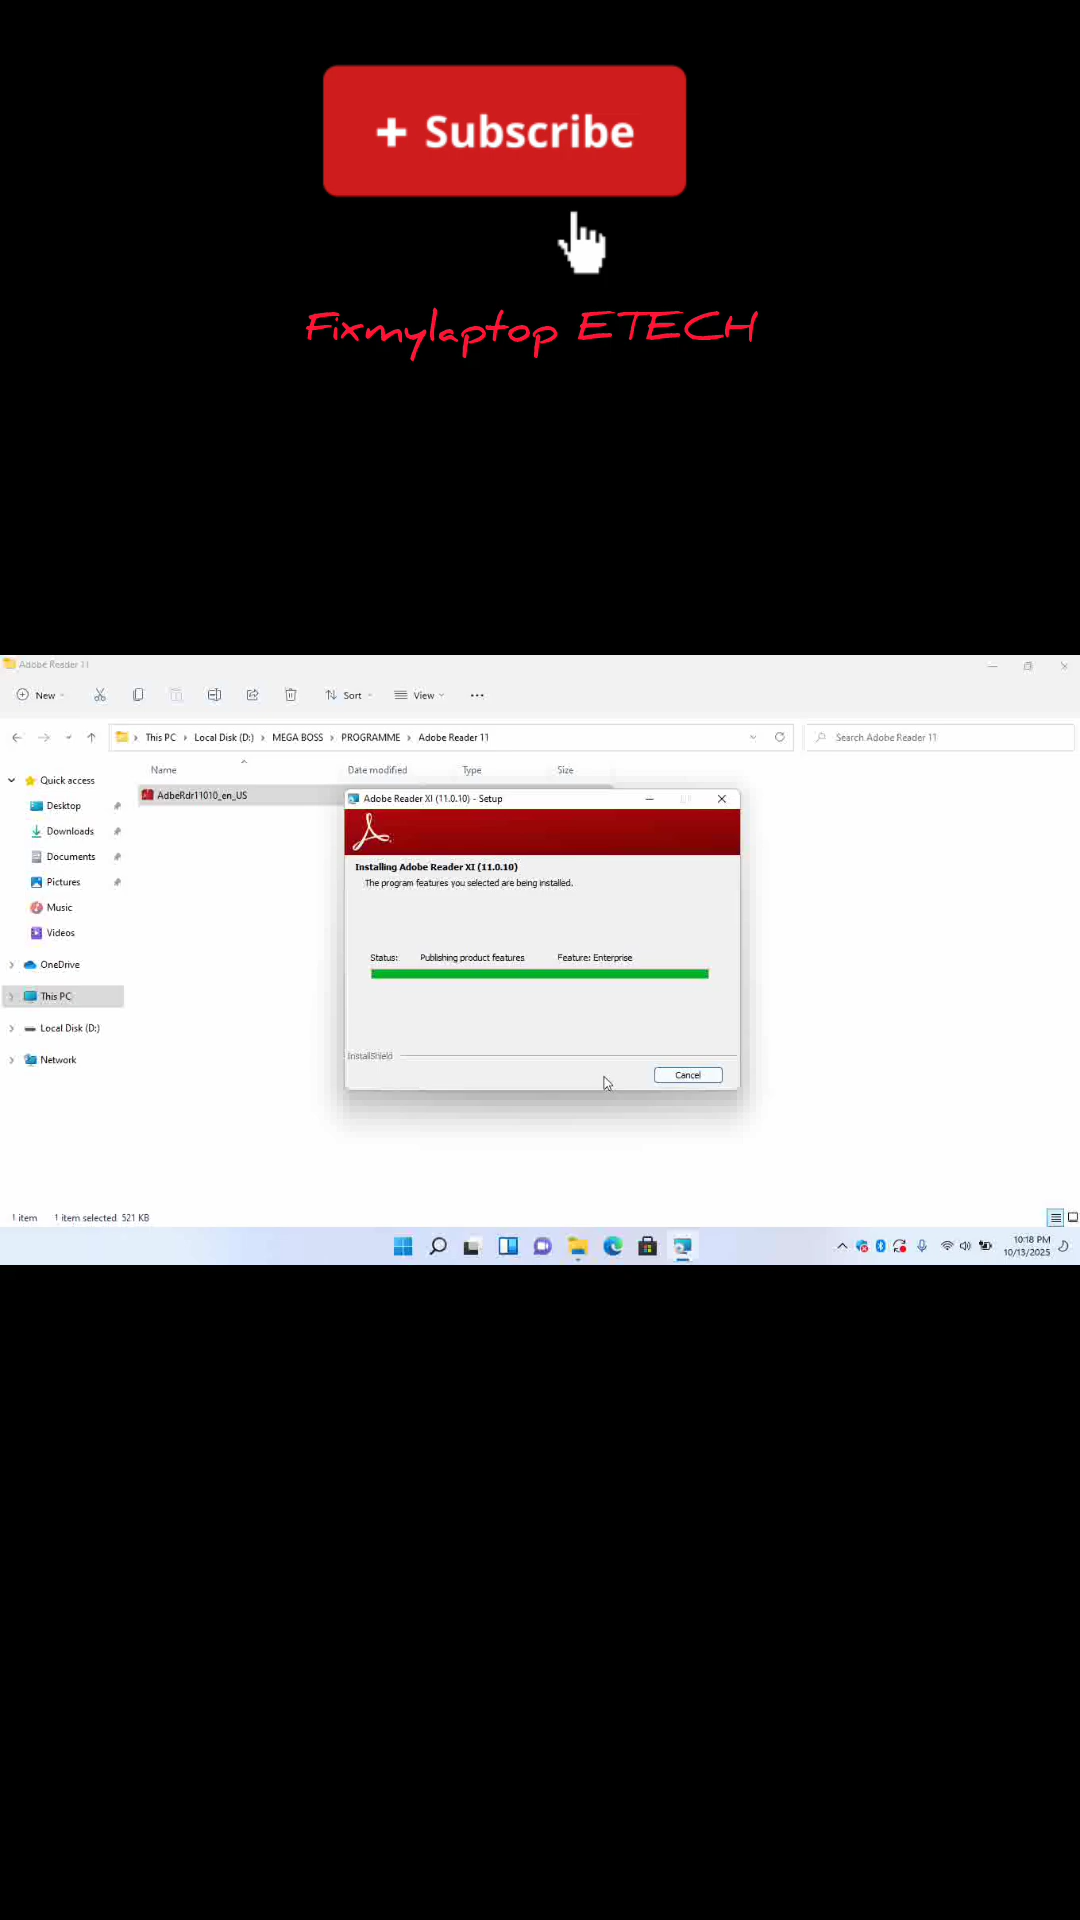 + Subscribe
Fixmylaptop ETECH
Adobe Reader 11
New
Sort
View
This PC > Local Disk (D:) > MEGA BOSS > PROGRAMME > Adobe Reader 11
Search Adobe Reader 11
Name Date modified Type Size
Quick access
Desktop
Downloads
Documents
Pictures
Music
Videos
OneDrive
This PC
Local Disk (D:)
Network
AdbeRdr11010_en_US
Adobe Reader XI (11.0.10) - Setup
Installing Adobe Reader XI (11.0.10)
The program features you selected are being installed.
Status: Publishing product features Feature: Enterprise
InstallShield
Cancel
1 item 1 item selected 521 KB
10:18 PM
10/13/2025